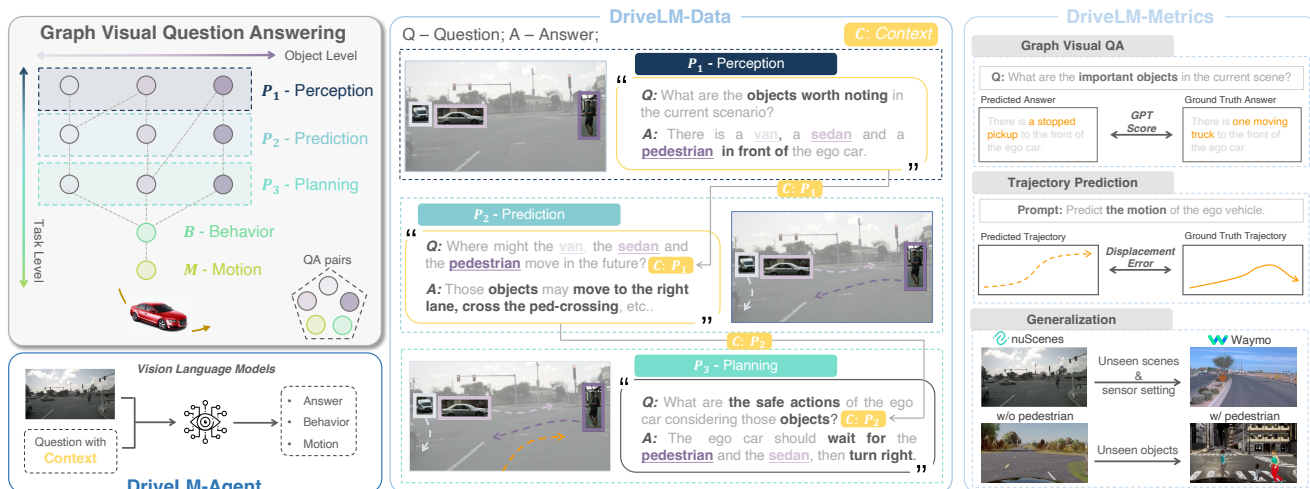 Graph Visual Question Answering
Object Level
Task Level
P₁ - Perception
P₂ - Prediction
P₃ - Planning
B - Behavior
M - Motion
QA pairs
Vision Language Models
Question with
Context
• Answer
• Behavior
• Motion
DriveLM-Agent
DriveLM-Data
Q – Question; A – Answer;
C: Context
P₁ - Perception
“
Q: What are the objects worth noting in
the current scenario?
A: There is a van, a sedan and a
pedestrian in front of the ego car.
”
C: P₁
P₂ - Prediction
“
Q: Where might the van, the sedan and
the pedestrian move in the future? C: P₁
A: Those objects may move to the right
lane, cross the ped-crossing, etc..
”
C: P₂
P₃ - Planning
“
Q: What are the safe actions of the ego
car considering those objects? C: P₂
A: The ego car should wait for the
pedestrian and the sedan, then turn right.
”
DriveLM-Metrics
Graph Visual QA
Q: What are the important objects in the current scene?
Predicted Answer
There is a stopped
pickup to the front of
the ego car.
GPT
Score
Ground Truth Answer
There is one moving
truck to the front of
the ego car.
Trajectory Prediction
Prompt: Predict the motion of the ego vehicle.
Predicted Trajectory
Displacement
Error
Ground Truth Trajectory
Generalization
nuScenes
Unseen scenes
&
sensor setting
Waymo
w/o pedestrian
Unseen objects
w/ pedestrian